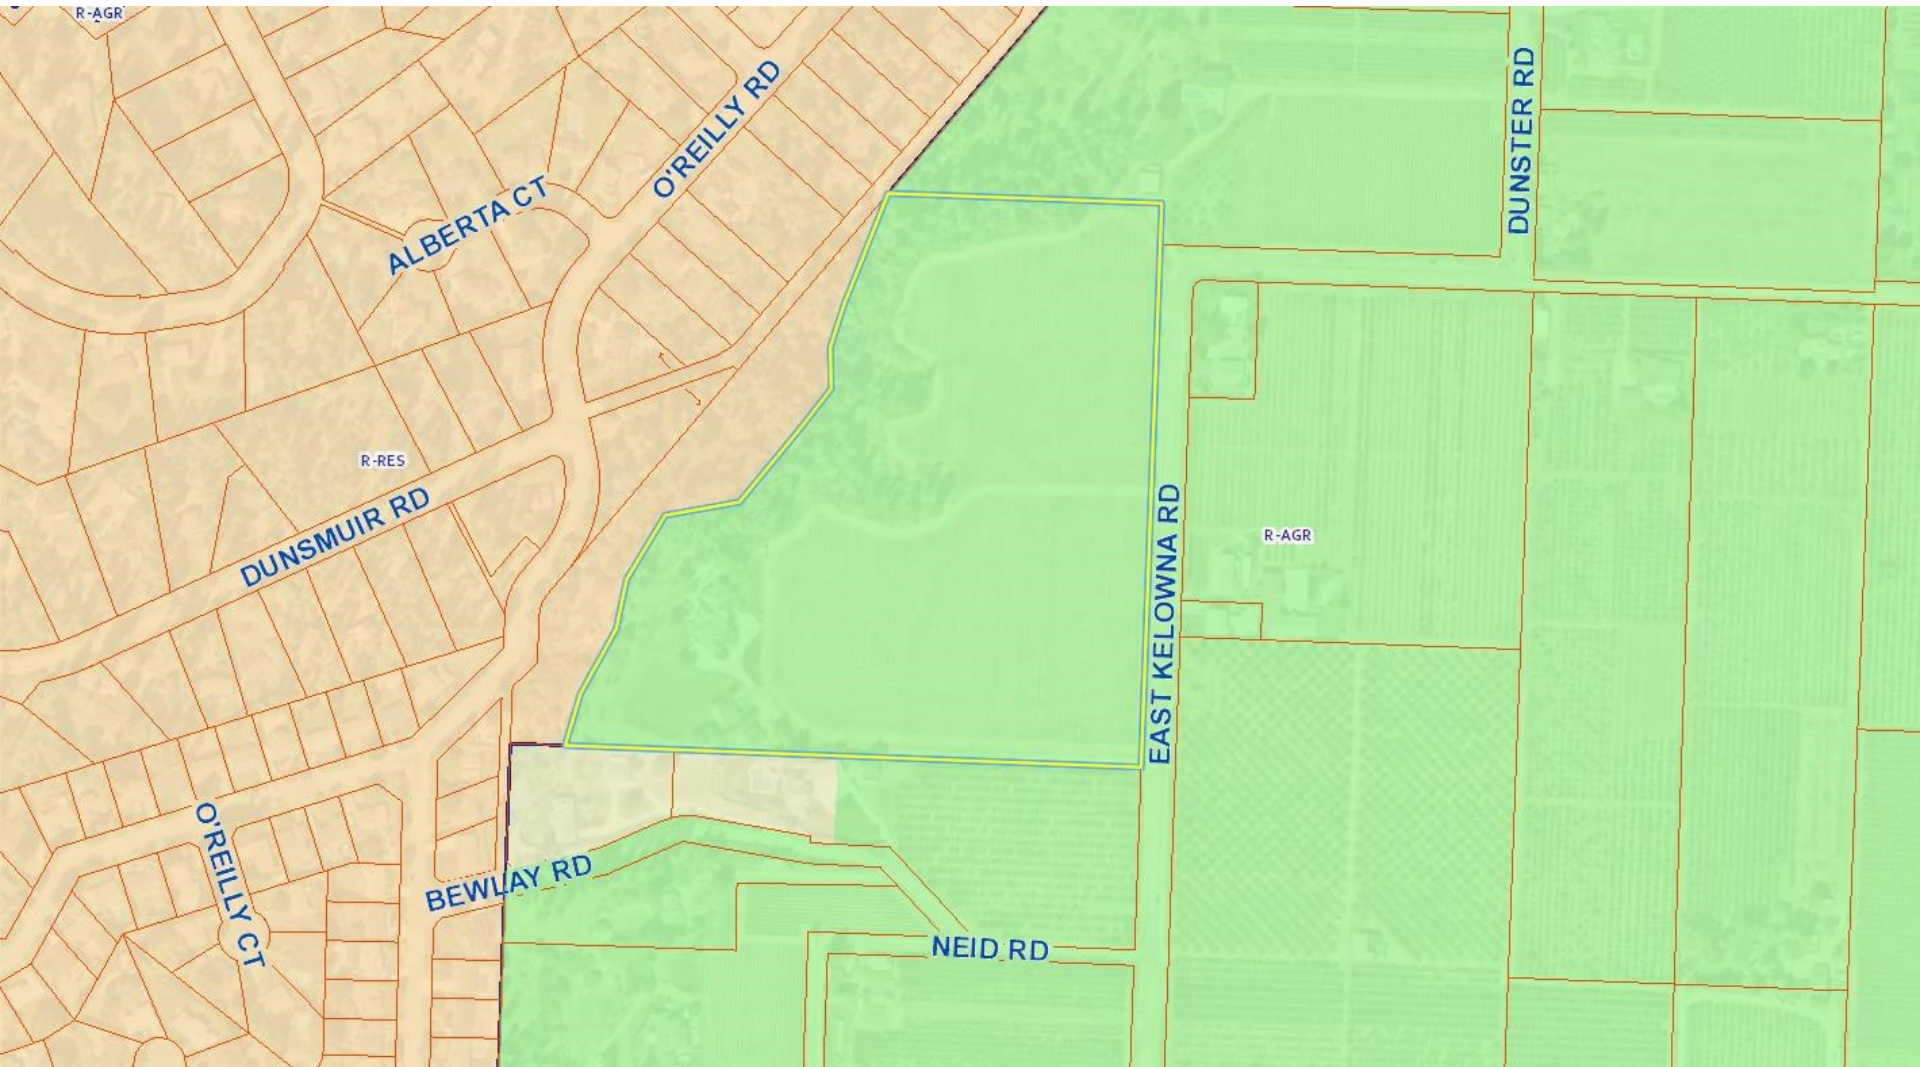 R-AGR
O'REILLY RD
DUNSTER RD
ALBERTA CT
R-RES
DUNSMUIR RD
EAST KELOWNA RD
R-AGR
O'REILLY CT
BEWLAY RD
NEID RD